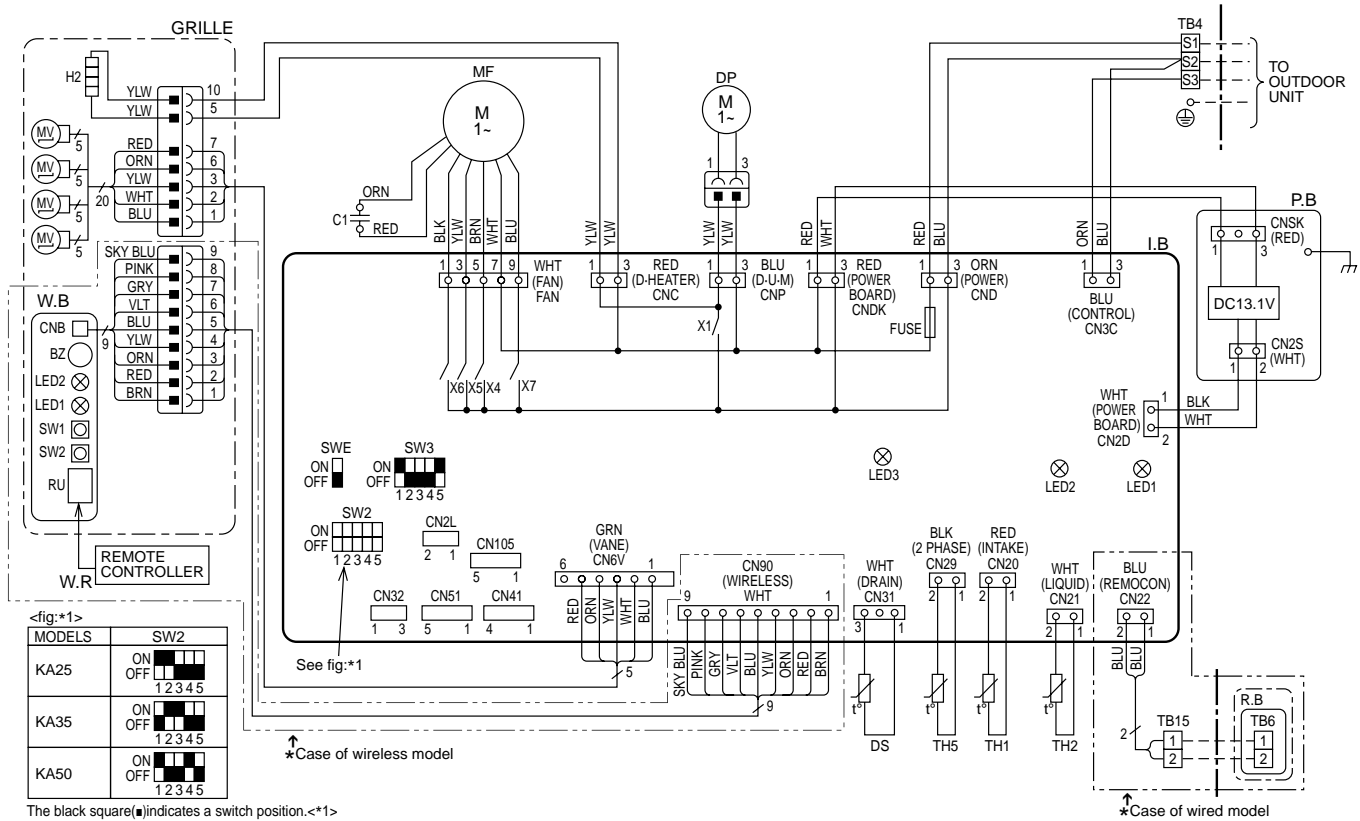 GRILLE
H2
YLW 10
YLW 5
MV 5
MV 5
MV 5
MV 5
20
RED 7
ORN 6
YLW 3
WHT 2
BLU 1
SKY BLU 9
PINK 8
GRY 7
VLT 6
BLU 5
YLW 4
ORN 3
RED 2
BRN 1
9
W.B
CNB
BZ
LED2
LED1
SW1
SW2
RU
REMOTE
CONTROLLER
W.R
MF
M
1~
C1
ORN
RED
BLK YLW BRN WHT BLU
1 3 5 7 9
WHT
(FAN)
FAN
YLW YLW
1 3
RED
(D·HEATER)
CNC
DP
M
1~
1 3
YLW YLW
1 3
BLU
(D·U·M)
CNP
RED WHT
1 3
RED
(POWER
BOARD)
CNDK
RED BLU
1 3
ORN
(POWER)
CND
ORN BLU
1 3
BLU
(CONTROL)
CN3C
I.B
TB4
S1
S2
S3
TO
OUTDOOR
UNIT
P.B
CNSK
(RED)
1 3
DC13.1V
CN2S
(WHT)
1 2
BLK
WHT
WHT
(POWER
BOARD)
CN2D
1
2
X1
FUSE
X6 X5 X4 X7
LED3
LED2
LED1
SWE
ON
OFF
SW3
ON
OFF
1 2 3 4 5
SW2
ON
OFF
1 2 3 4 5
See fig:*1
CN2L
2 1
CN105
5 1
CN32
1 3
CN51
5 1
CN41
4 1
GRN
(VANE)
CN6V
6 1
RED ORN YLW WHT BLU
5
CN90
(WIRELESS)
WHT
9 1
SKY BLU PINK GRY VLT BLU YLW ORN RED BRN
9
*Case of wireless model
WHT
(DRAIN)
CN31
3 1
t°
DS
BLK
(2 PHASE)
CN29
2 1
t°
TH5
RED
(INTAKE)
CN20
2 1
t°
TH1
WHT
(LIQUID)
CN21
2 1
t°
TH2
BLU
(REMOCON)
CN22
2 1
BLU BLU
2
TB15
1
2
R.B
TB6
1
2
*Case of wired model
<fig:*1>
MODELS SW2
KA25 ON OFF 1 2 3 4 5
KA35 ON OFF 1 2 3 4 5
KA50 ON OFF 1 2 3 4 5
The black square(■)indicates a switch position.<*1>